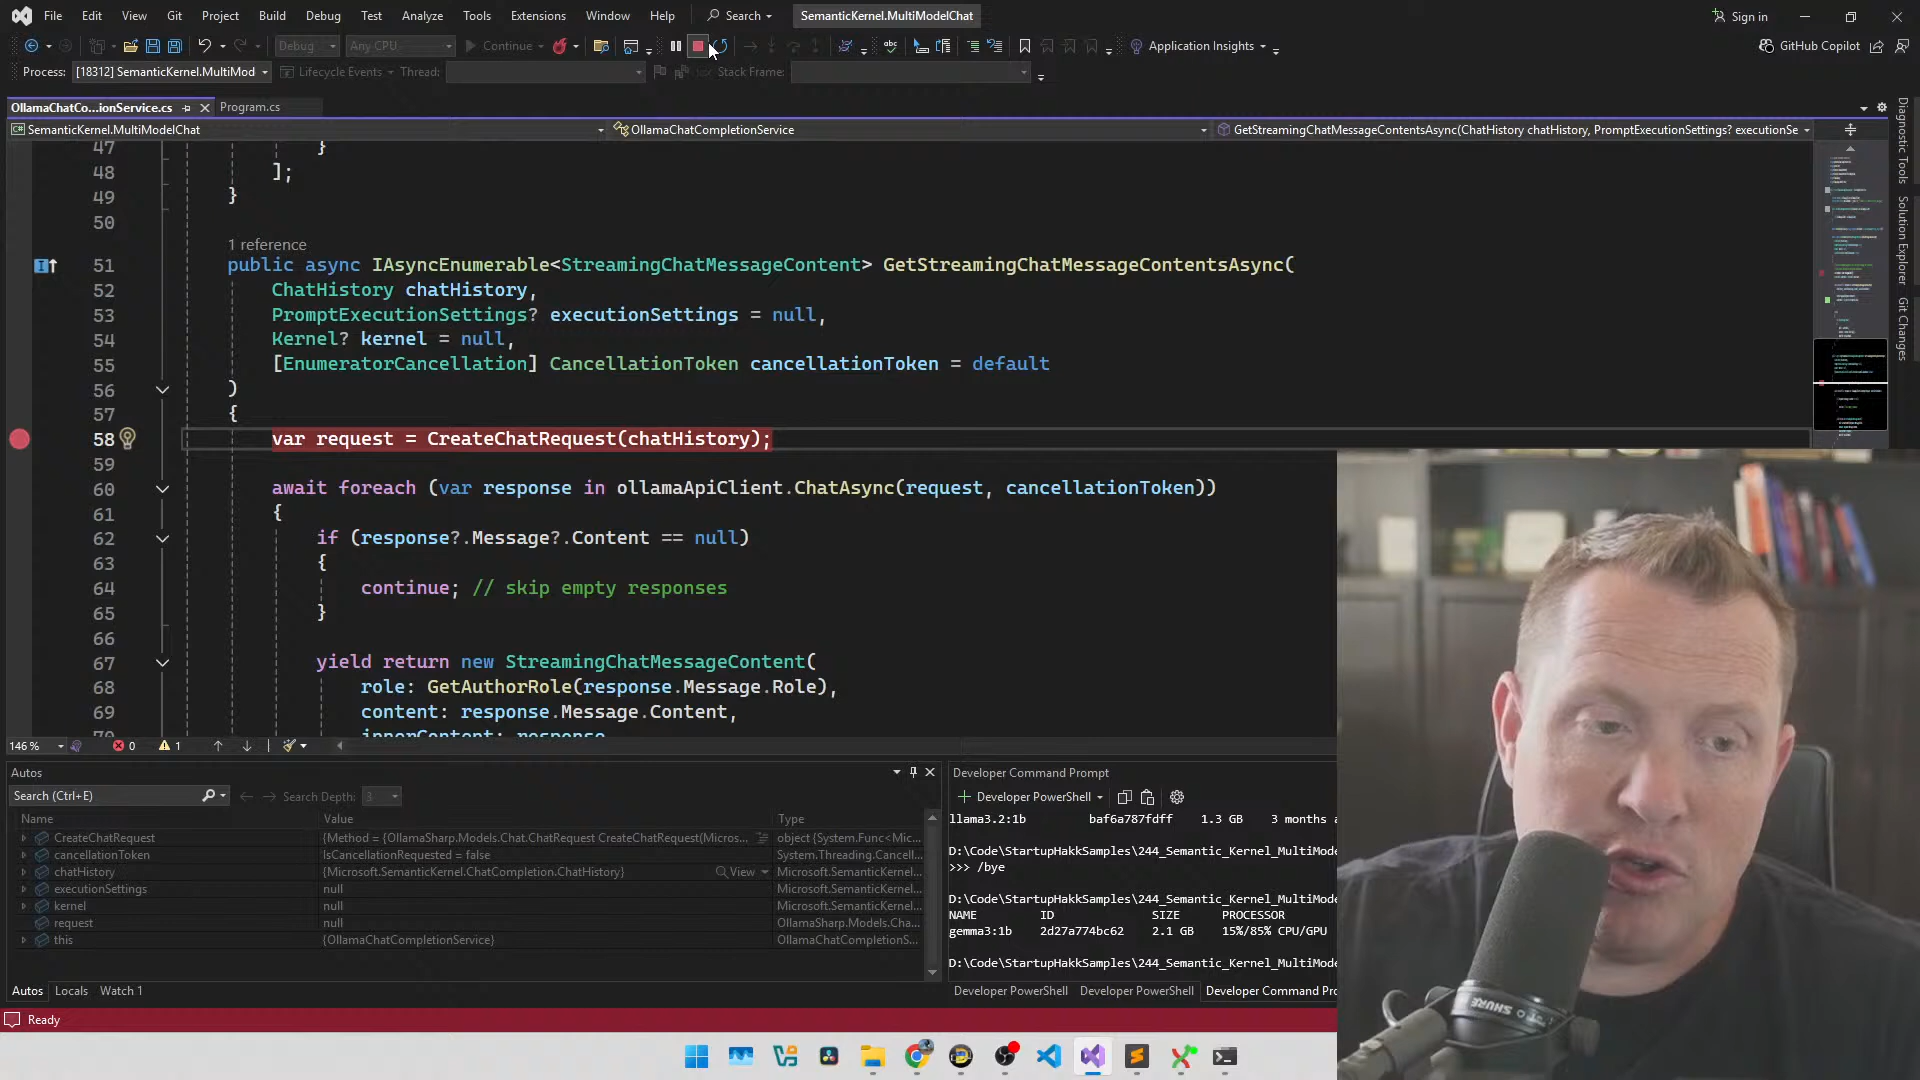 File Edit View Git Project Build Debug Test Analyze Tools Extensions Window Help Search SemanticKernel.MultiModelChat Sign in
Debug Any CPU Continue Application Insights GitHub Copilot
Process: [18312] SemanticKernel.MultiMod Lifecycle Events Thread: Stack Frame:
OllamaChatCo...ionService.cs Program.cs
SemanticKernel.MultiModelChat OllamaChatCompletionService GetStreamingChatMessageContentsAsync(ChatHistory chatHistory, PromptExecutionSettings? executionSe
47 }
48 ];
49 }
50
1 reference
51 public async IAsyncEnumerable<StreamingChatMessageContent> GetStreamingChatMessageContentsAsync(
52 ChatHistory chatHistory,
53 PromptExecutionSettings? executionSettings = null,
54 Kernel? kernel = null,
55 [EnumeratorCancellation] CancellationToken cancellationToken = default
56 )
57 {
58 var request = CreateChatRequest(chatHistory);
59
60 await foreach (var response in ollamaApiClient.ChatAsync(request, cancellationToken))
61 {
62 if (response?.Message?.Content == null)
63 {
64 continue; // skip empty responses
65 }
66
67 yield return new StreamingChatMessageContent(
68 role: GetAuthorRole(response.Message.Role),
69 content: response.Message.Content,
70 innerContent: response
146 % 0 1
Diagnostic Tools
Solution Explorer
Git Changes
Autos
Search (Ctrl+E) Search Depth: 3
Name Value Type
CreateChatRequest {Method = {OllamaSharp.Models.Chat.ChatRequest CreateChatRequest(Micros... object {System.Func<Mic...
cancellationToken IsCancellationRequested = false System.Threading.Cancell...
chatHistory {Microsoft.SemanticKernel.ChatCompletion.ChatHistory} View Microsoft.SemanticKernel...
executionSettings null Microsoft.SemanticKernel...
kernel null Microsoft.SemanticKernel...
request null OllamaSharp.Models.Cha...
this {OllamaChatCompletionService} OllamaChatCompletionS...
Autos Locals Watch 1
Developer Command Prompt
Developer PowerShell
llama3.2:1b baf6a787fdff 1.3 GB 3 months a
D:\Code\StartupHakkSamples\244_Semantic_Kernel_MultiMode
>>> /bye
D:\Code\StartupHakkSamples\244_Semantic_Kernel_MultiMode
NAME ID SIZE PROCESSOR
gemma3:1b 2d27a774bc62 2.1 GB 15%/85% CPU/GPU
D:\Code\StartupHakkSamples\244_Semantic_Kernel_MultiMode
Developer PowerShell Developer PowerShell Developer Command Pro
Ready
SHURE